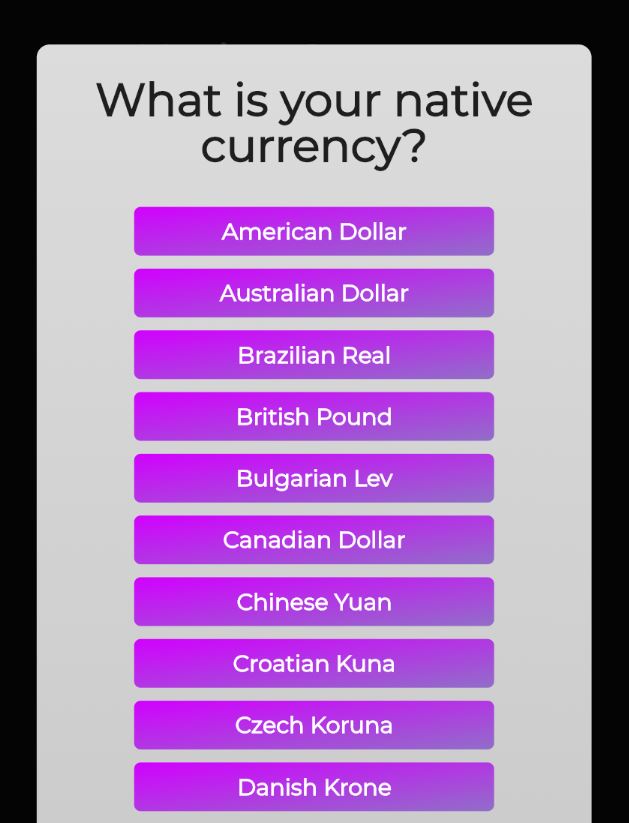 What is your native
currency?
American Dollar
Australian Dollar
Brazilian Real
British Pound
Bulgarian Lev
Canadian Dollar
Chinese Yuan
Croatian Kuna
Czech Koruna
Danish Krone